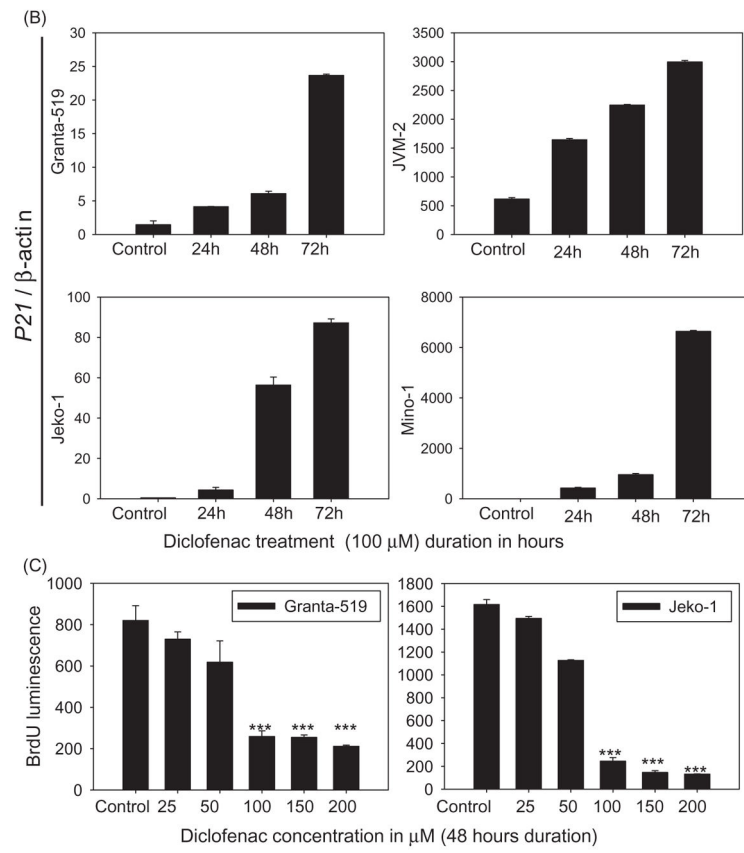 (B)
P21 / β-actin
Granta-519
30
25
20
15
10
5
0
Control 24h 48h 72h
JVM-2
3500
3000
2500
2000
1500
1000
500
0
Control 24h 48h 72h
Jeko-1
100
80
60
40
20
0
Control 24h 48h 72h
Mino-1
8000
6000
4000
2000
0
Control 24h 48h 72h
Diclofenac treatment (100 μM) duration in hours
(C)
BrdU luminescence
1000
800
600
400
200
0
Granta-519
*** *** ***
Control 25 50 100 150 200
1800
1600
1400
1200
1000
800
600
400
200
0
Jeko-1
*** *** ***
Control 25 50 100 150 200
Diclofenac concentration in μM (48 hours duration)